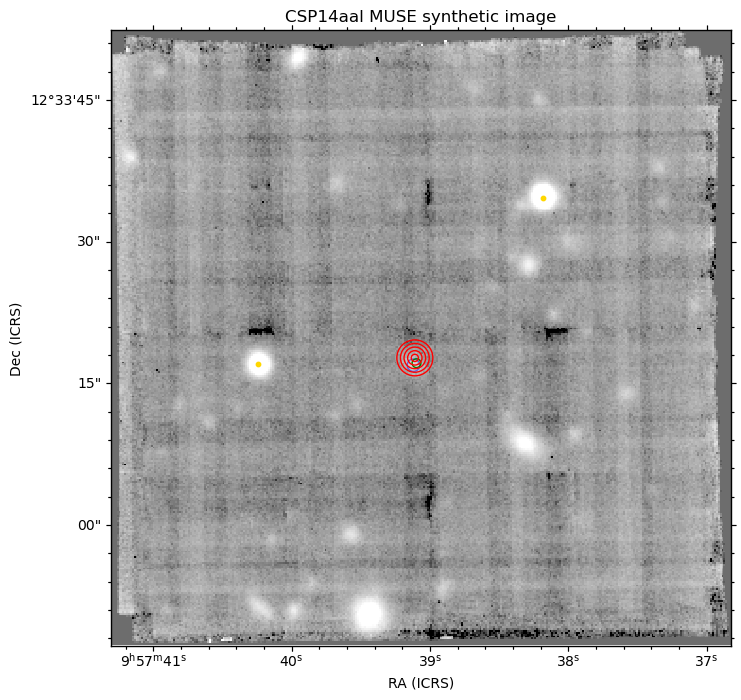 CSP14aal MUSE synthetic image
12°33'45"
30"
15"
00"
Dec (ICRS)
9ʰ57ᵐ41ˢ 40ˢ 39ˢ 38ˢ 37ˢ
RA (ICRS)